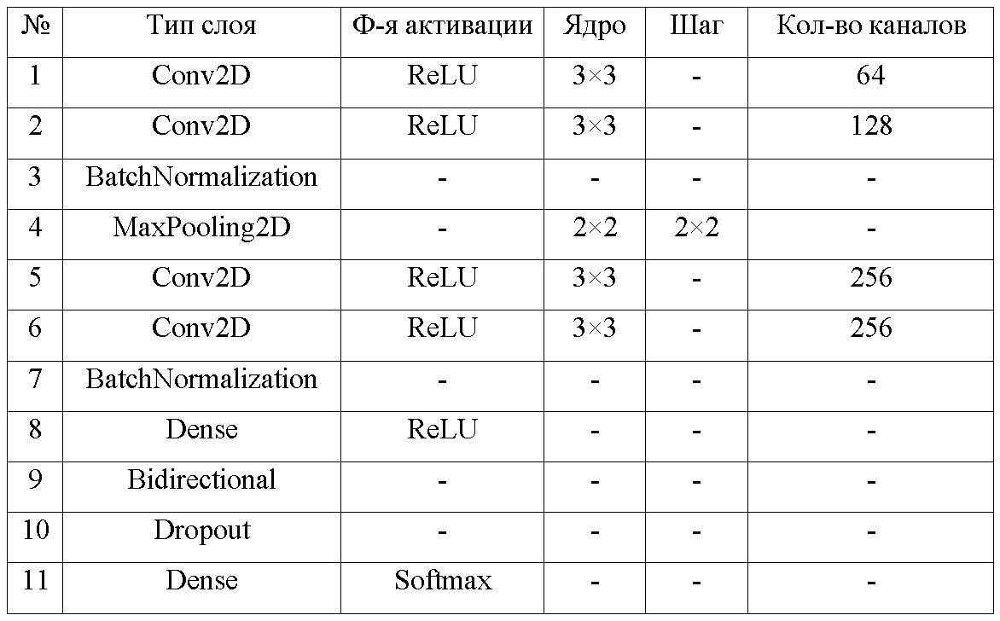 № Тип слоя Ф-я активации Ядро Шаг Кол-во каналов
1 Conv2D ReLU 3×3 - 64
2 Conv2D ReLU 3×3 - 128
3 BatchNormalization - - - -
4 MaxPooling2D - 2×2 2×2 -
5 Conv2D ReLU 3×3 - 256
6 Conv2D ReLU 3×3 - 256
7 BatchNormalization - - - -
8 Dense ReLU - - -
9 Bidirectional - - - -
10 Dropout - - - -
11 Dense Softmax - - -